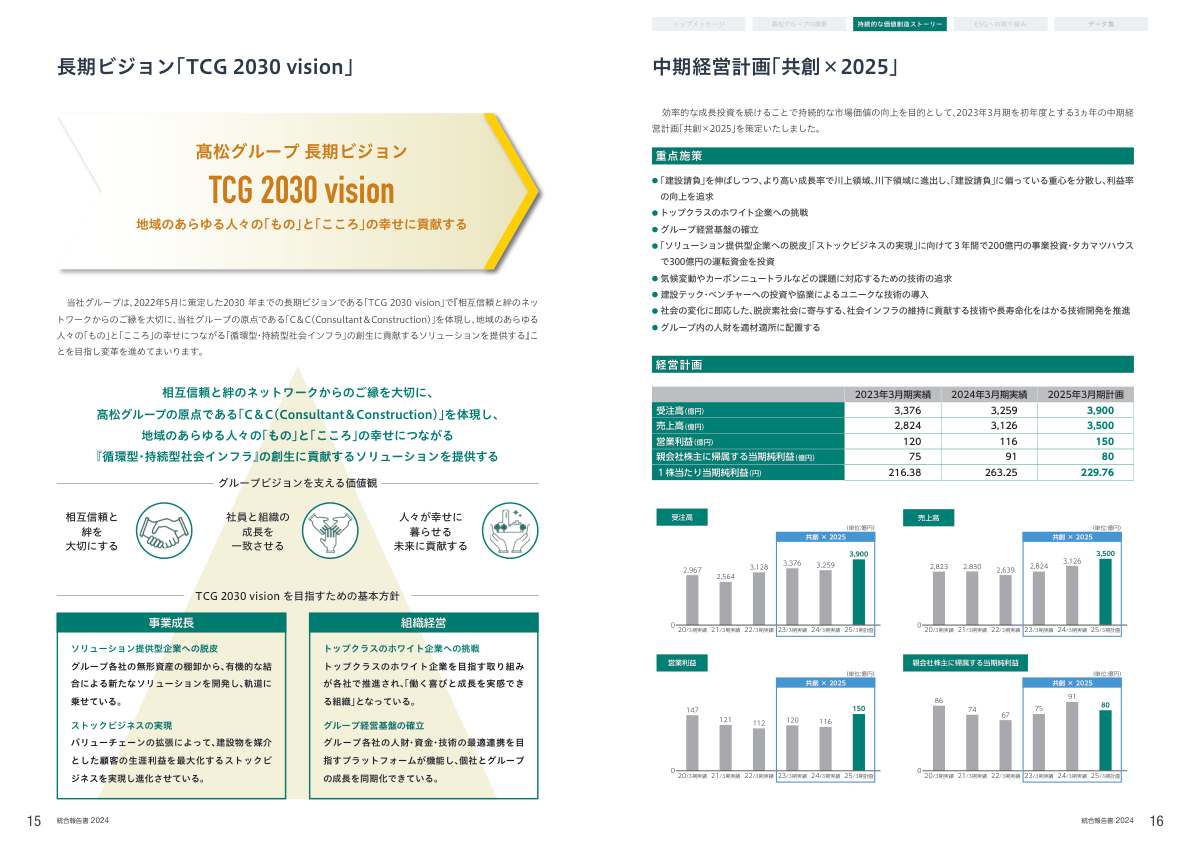 長期ビジョン「TCG 2030 vision」
髙松グループ 長期ビジョン
TCG 2030 vision
地域のあらゆる人々の「もの」と「こころ」の幸せに貢献する
当社グループは、2022年5月に策定した2030 年までの長期ビジョンである「TCG 2030 vision」で『相互信頼と絆のネッ
トワークからのご縁を大切に、当社グループの原点である「C＆C（Consultant＆Construction）」を体現し、地域のあらゆる
人々の「もの」と「こころ」の幸せにつながる「循環型・持続型社会インフラ」の創生に貢献するソリューションを提供する』こ
とを目指し変革を進めてまいります。
相互信頼と絆のネットワークからのご縁を大切に、
髙松グループの原点である「C＆C（Consultant＆Construction）」を体現し、
地域のあらゆる人々の「もの」と「こころ」の幸せにつながる
『循環型・持続型社会インフラ』の創生に貢献するソリューションを提供する
グループビジョンを支える価値観
相互信頼と
絆を
大切にする
社員と組織の
成長を
一致させる
人々が幸せに
暮らせる
未来に貢献する
TCG 2030 vision を目指すための基本方針
事業成長
ソリューション提供型企業への脱皮
グループ各社の無形資産の棚卸から、有機的な結
合による新たなソリューションを開発し、軌道に
乗せている。
ストックビジネスの実現
バリューチェーンの拡張によって、建設物を媒介
とした顧客の生涯利益を最大化するストックビ
ジネスを実現し進化させている。
組織経営
トップクラスのホワイト企業への挑戦
トップクラスのホワイト企業を目指す取り組み
が各社で推進され、「働く喜びと成長を実感でき
る組織」となっている。
グループ経営基盤の確立
グループ各社の人財・資金・技術の最適連携を目
指すプラットフォームが機能し、個社とグループ
の成長を同期化できている。
15 統合報告書 2024
トップメッセージ
髙松グループの概要
持続的な価値創造ストーリー
ESGへの取り組み
データ集
中期経営計画「共創×2025」
効率的な成長投資を続けることで持続的な市場価値の向上を目的として、2023年3月期を初年度とする3ヵ年の中期経
営計画「共創×2025」を策定いたしました。
重点施策
●「建設請負」を伸ばしつつ、より高い成長率で川上領域、川下領域に進出し、「建設請負」に偏っている重心を分散し、利益率
の向上を追求
●トップクラスのホワイト企業への挑戦
●グループ経営基盤の確立
●「ソリューション提供型企業への脱皮」「ストックビジネスの実現」に向けて３年間で200億円の事業投資・タカマツハウス
で300億円の運転資金を投資
●気候変動やカーボンニュートラルなどの課題に対応するための技術の追求
●建設テック・ベンチャーへの投資や協業によるユニークな技術の導入
●社会の変化に即応した、脱炭素社会に寄与する、社会インフラの維持に貢献する技術や長寿命化をはかる技術開発を推進
●グループ内の人財を適材適所に配置する
経営計画
2023年3月期実績 2024年3月期実績 2025年3月期計画
受注高（億円） 3,376 3,259 3,900
売上高（億円） 2,824 3,126 3,500
営業利益（億円） 120 116 150
親会社株主に帰属する当期純利益（億円） 75 91 80
１株当たり当期純利益（円） 216.38 263.25 229.76
受注高
（単位：億円）
共創 × 2025
2,967 2,564 3,128 3,376 3,259 3,900
0
20/3期実績 21/3期実績 22/3期実績 23/3期実績 24/3期実績 25/3期計画
売上高
（単位：億円）
共創 × 2025
2,823 2,830 2,639 2,824 3,126 3,500
0
20/3期実績 21/3期実績 22/3期実績 23/3期実績 24/3期実績 25/3期計画
営業利益
（単位：億円）
共創 × 2025
147 121 112 120 116 150
0
20/3期実績 21/3期実績 22/3期実績 23/3期実績 24/3期実績 25/3期計画
親会社株主に帰属する当期純利益
（単位：億円）
共創 × 2025
86 74 67 75 91 80
0
20/3期実績 21/3期実績 22/3期実績 23/3期実績 24/3期実績 25/3期計画
統合報告書 2024 16